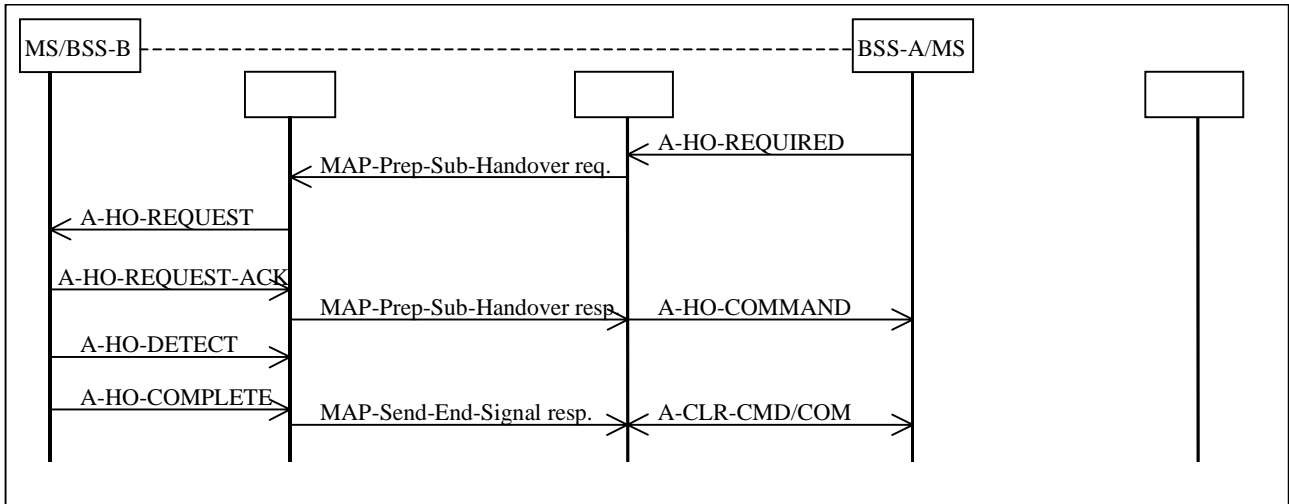 MS/BSS-B
BSS-A/MS
A-HO-REQUIRED
MAP-Prep-Sub-Handover req.
A-HO-REQUEST
A-HO-REQUEST-ACK
MAP-Prep-Sub-Handover resp
A-HO-COMMAND
A-HO-DETECT
A-HO-COMPLETE
MAP-Send-End-Signal resp.
A-CLR-CMD/COM